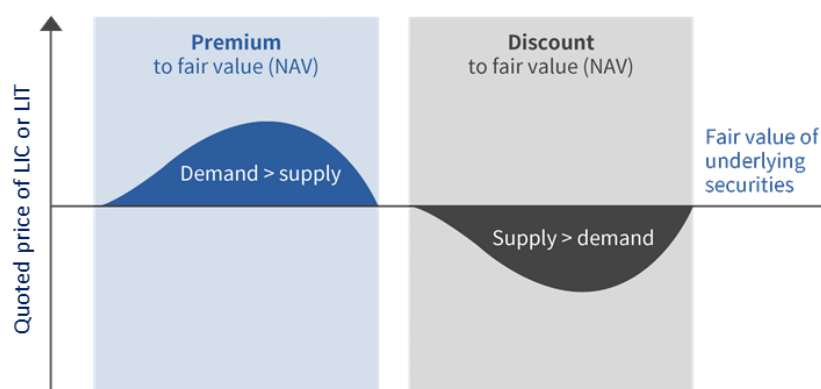 Premium
to fair value (NAV)
Discount
to fair value (NAV)
Quoted price of LIC or LIT
Demand > supply
Supply > demand
Fair value of
underlying
securities